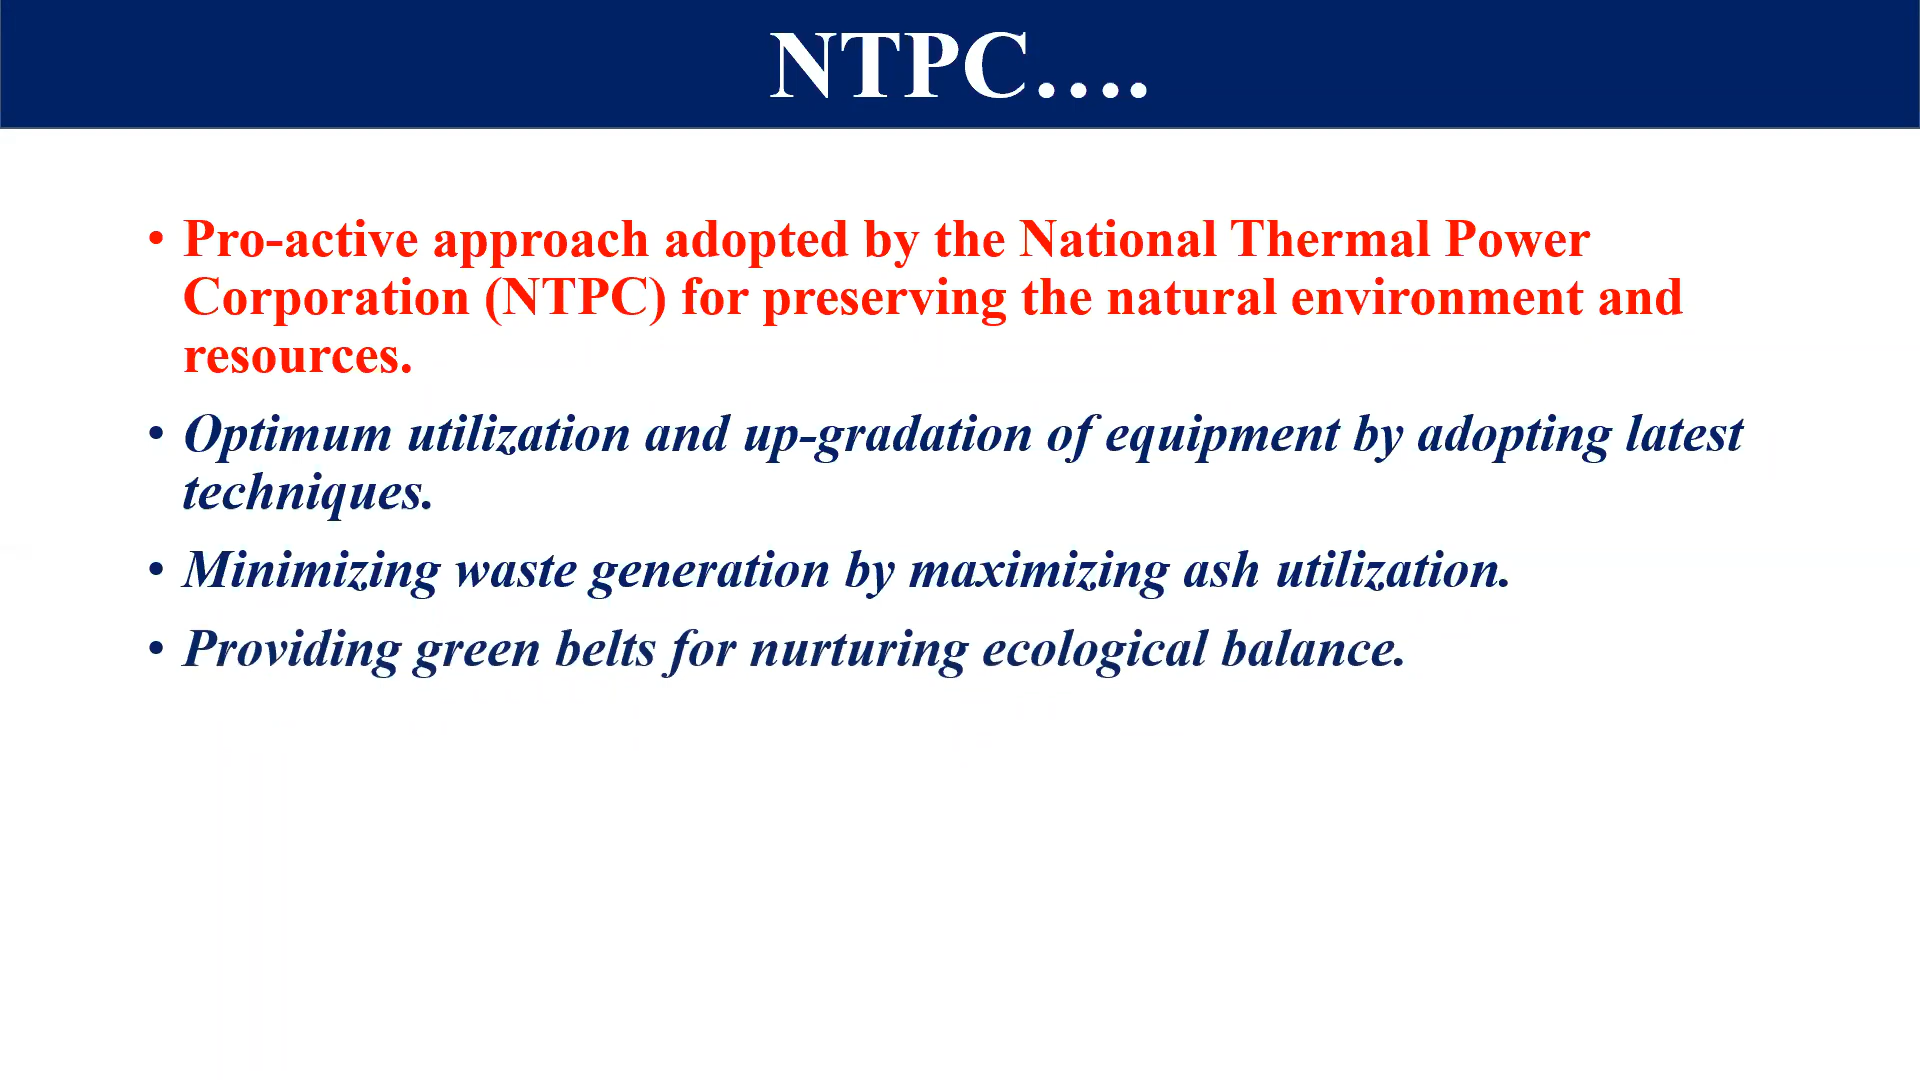 NTPC....
• Pro-active approach adopted by the National Thermal Power
Corporation (NTPC) for preserving the natural environment and
resources.
• Optimum utilization and up-gradation of equipment by adopting latest
techniques.
• Minimizing waste generation by maximizing ash utilization.
• Providing green belts for nurturing ecological balance.